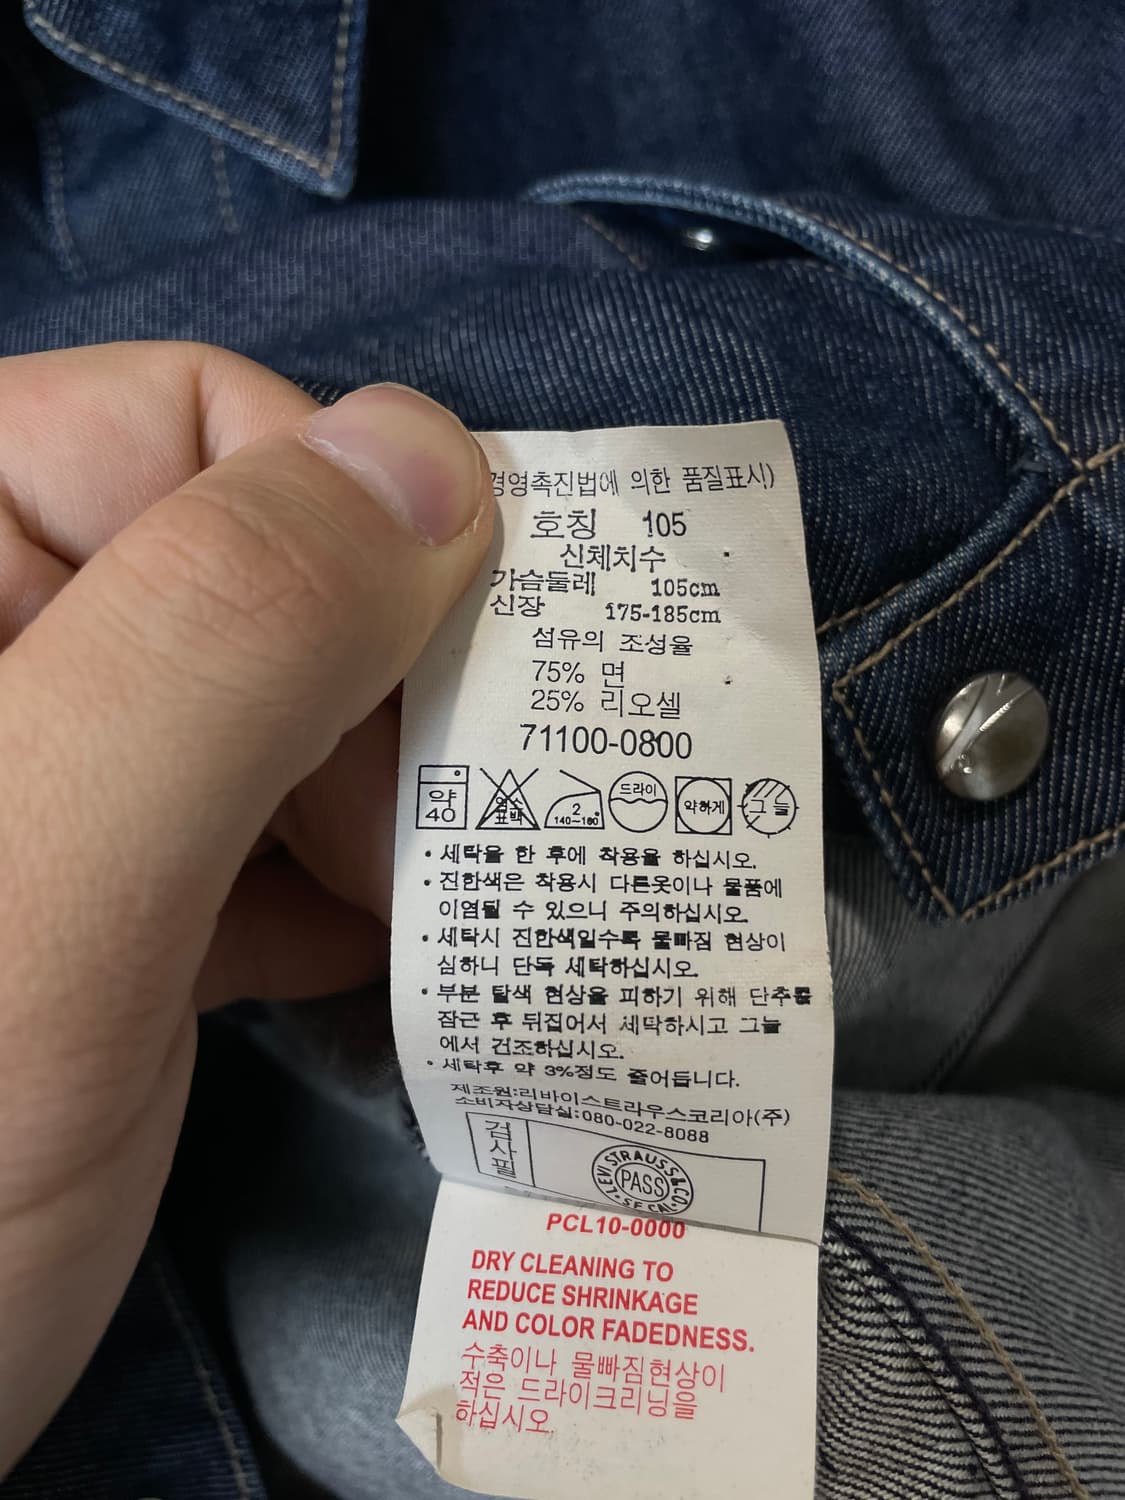 경영촉진법에 의한 품질표시)
호칭 105
신체치수
가슴둘레 105cm
신장 175-185cm
섬유의 조성율
75% 면
25% 리오셀
71100-0800
약 40
염소 표백
2 140~160
드라이
약하게
그늘
• 세탁을 한 후에 착용을 하십시오.
• 진한색은 착용시 다른옷이나 물품에
이염될 수 있으니 주의하십시오.
• 세탁시 진한색일수록 물빠짐 현상이
심하니 단독 세탁하십시오.
• 부분 탈색 현상을 피하기 위해 단추를
잠근 후 뒤집어서 세탁하시고 그늘
에서 건조하십시오.
• 세탁후 약 3%정도 줄어듭니다.
제조원:리바이스트라우스코리아(주)
소비자상담실:080-022-8088
검사필
LEVI STRAUSS & CO. S.F. CAL.
PASS
PCL10-0000
DRY CLEANING TO
REDUCE SHRINKAGE
AND COLOR FADEDNESS.
수축이나 물빠짐현상이
적은 드라이크리닝을
하십시오.